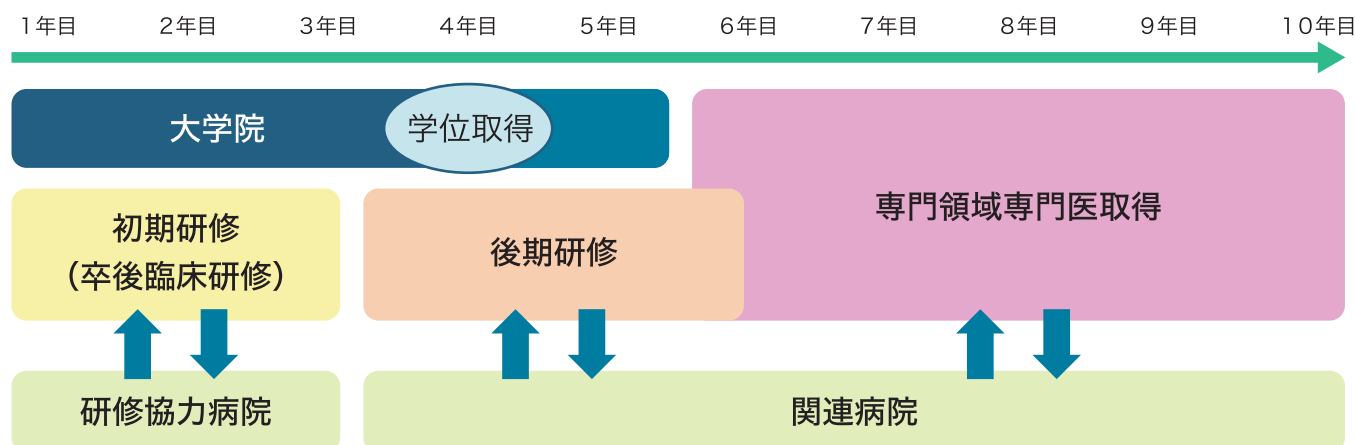 1年目 2年目 3年目 4年目 5年目 6年目 7年目 8年目 9年目 10年目
大学院
学位取得
専門領域専門医取得
初期研修
（卒後臨床研修）
後期研修
研修協力病院
関連病院